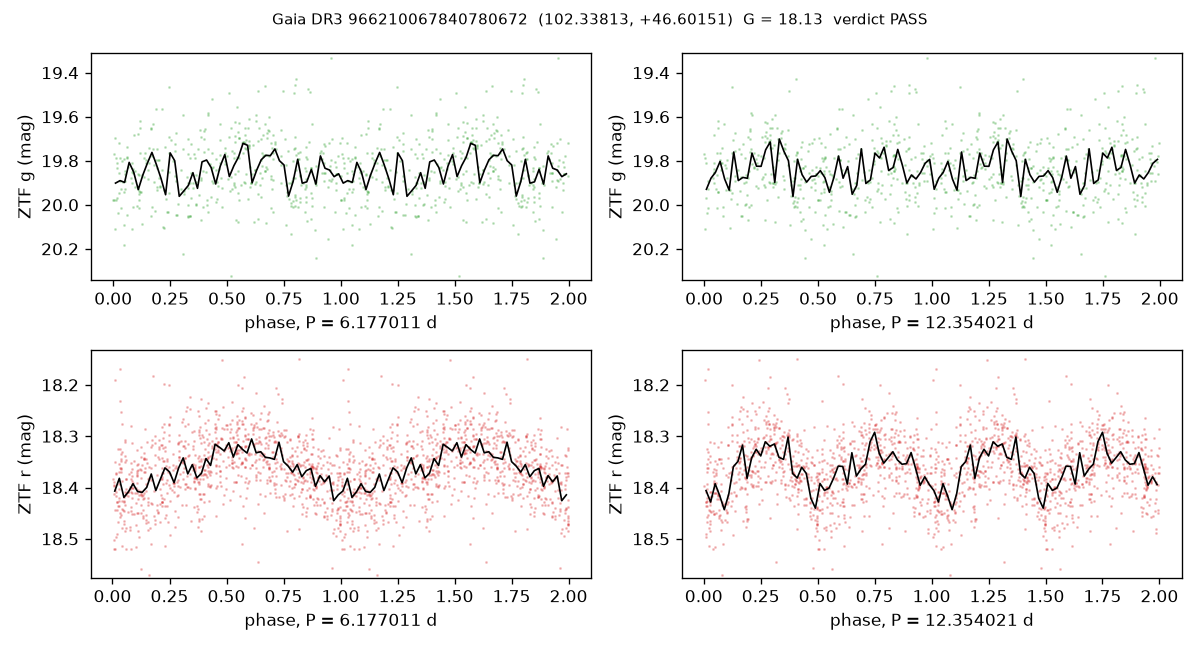 Gaia DR3 966210067840780672  (102.33813, +46.60151)  G = 18.13  verdict PASS
ZTF g (mag)
19.4
19.6
19.8
20.0
20.2
0.00 0.25 0.50 0.75 1.00 1.25 1.50 1.75 2.00
phase, P = 6.177011 d
ZTF g (mag)
19.4
19.6
19.8
20.0
20.2
0.00 0.25 0.50 0.75 1.00 1.25 1.50 1.75 2.00
phase, P = 12.354021 d
ZTF r (mag)
18.2
18.3
18.4
18.5
0.00 0.25 0.50 0.75 1.00 1.25 1.50 1.75 2.00
phase, P = 6.177011 d
ZTF r (mag)
18.2
18.3
18.4
18.5
0.00 0.25 0.50 0.75 1.00 1.25 1.50 1.75 2.00
phase, P = 12.354021 d